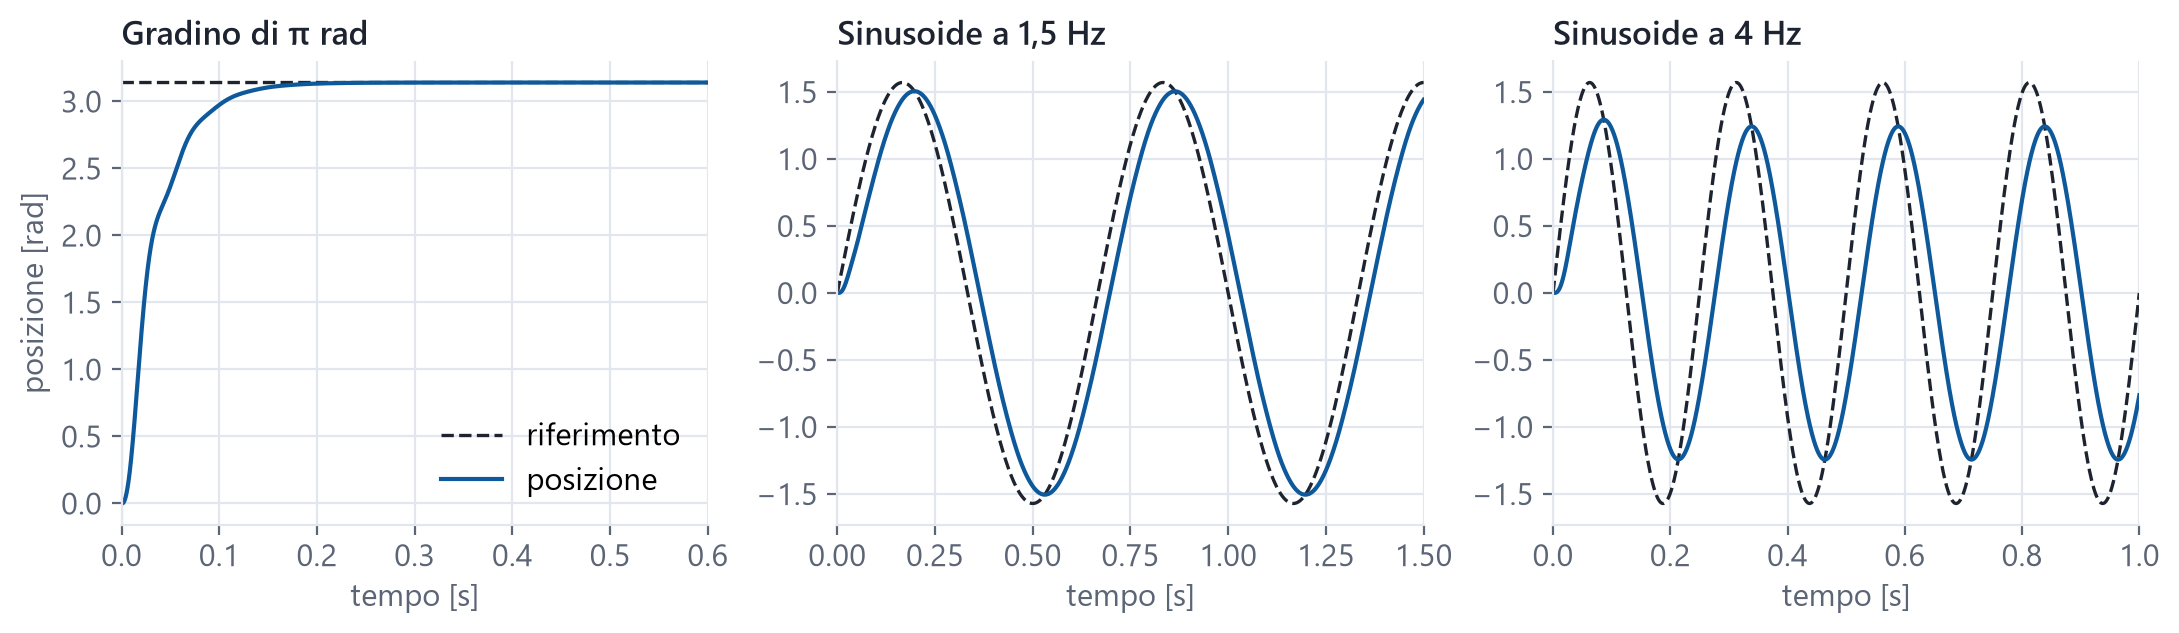 Gradino di π rad
3.0
2.5
2.0
1.5
1.0
0.5
0.0
posizione [rad]
riferimento
posizione
0.0 0.1 0.2 0.3 0.4 0.5 0.6
tempo [s]
Sinusoide a 1,5 Hz
1.5
1.0
0.5
0.0
−0.5
−1.0
−1.5
0.00 0.25 0.50 0.75 1.00 1.25 1.50
tempo [s]
Sinusoide a 4 Hz
1.5
1.0
0.5
0.0
−0.5
−1.0
−1.5
0.0 0.2 0.4 0.6 0.8 1.0
tempo [s]